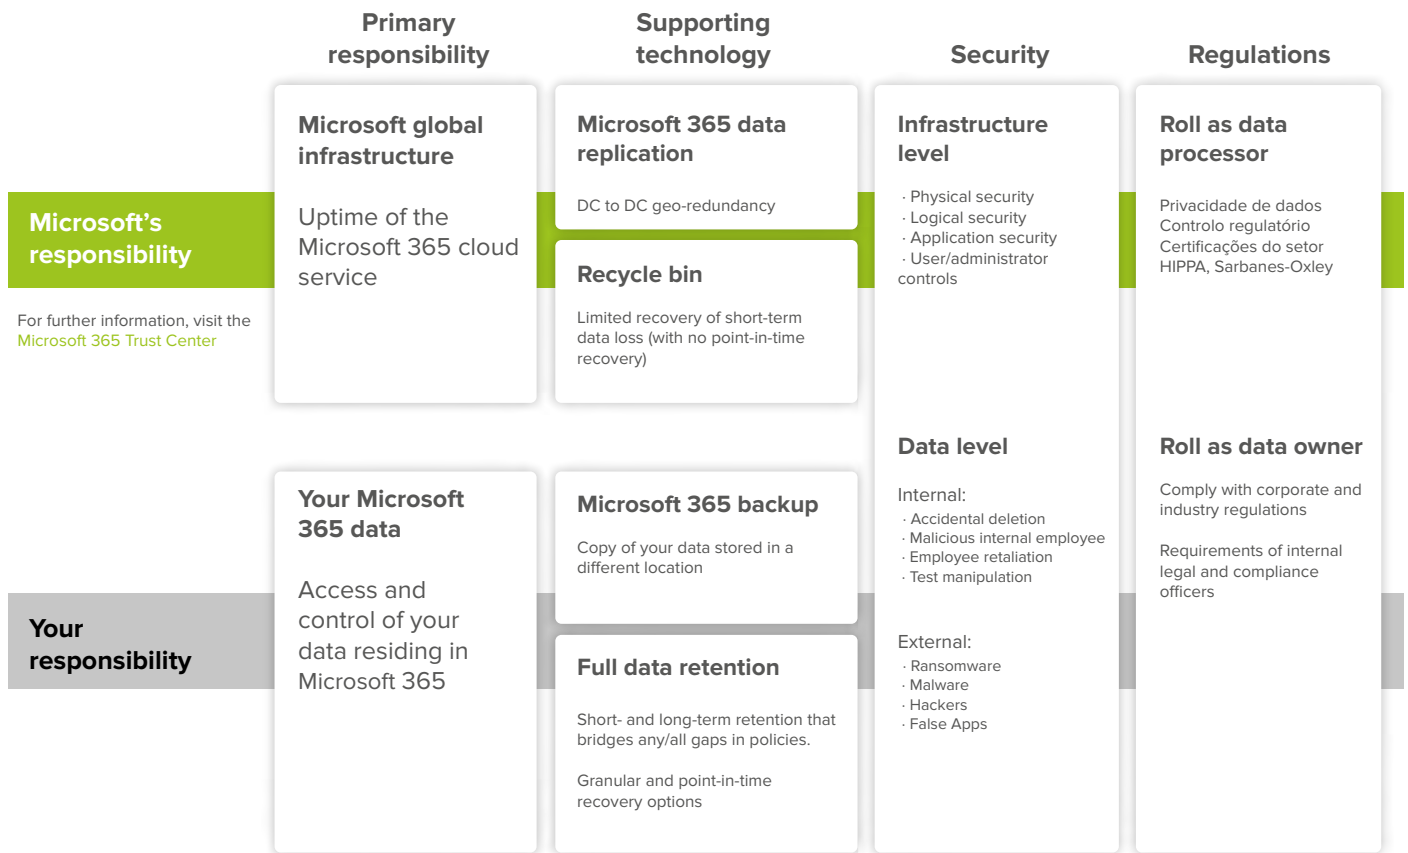 Primary
responsibility
Supporting
technology
Security
Regulations
Microsoft's
responsibility
For further information, visit the
Microsoft 365 Trust Center
Microsoft global
infrastructure
Uptime of the
Microsoft 365 cloud
service
Microsoft 365 data
replication
DC to DC geo-redundancy
Recycle bin
Limited recovery of short-term
data loss (with no point-in-time
recovery)
Infrastructure
level
· Physical security
· Logical security
· Application security
· User/administrator
controls
Roll as data
processor
Privacidade de dados
Controlo regulatório
Certificações do setor
HIPPA, Sarbanes-Oxley
Your
responsibility
Your Microsoft
365 data
Access and
control of your
data residing in
Microsoft 365
Microsoft 365 backup
Copy of your data stored in a
different location
Full data retention
Short- and long-term retention that
bridges any/all gaps in policies.
Granular and point-in-time
recovery options
Data level
Internal:
· Accidental deletion
· Malicious internal employee
· Employee retaliation
· Test manipulation
External:
· Ransomware
· Malware
· Hackers
· False Apps
Roll as data owner
Comply with corporate and
industry regulations
Requirements of internal
legal and compliance
officers